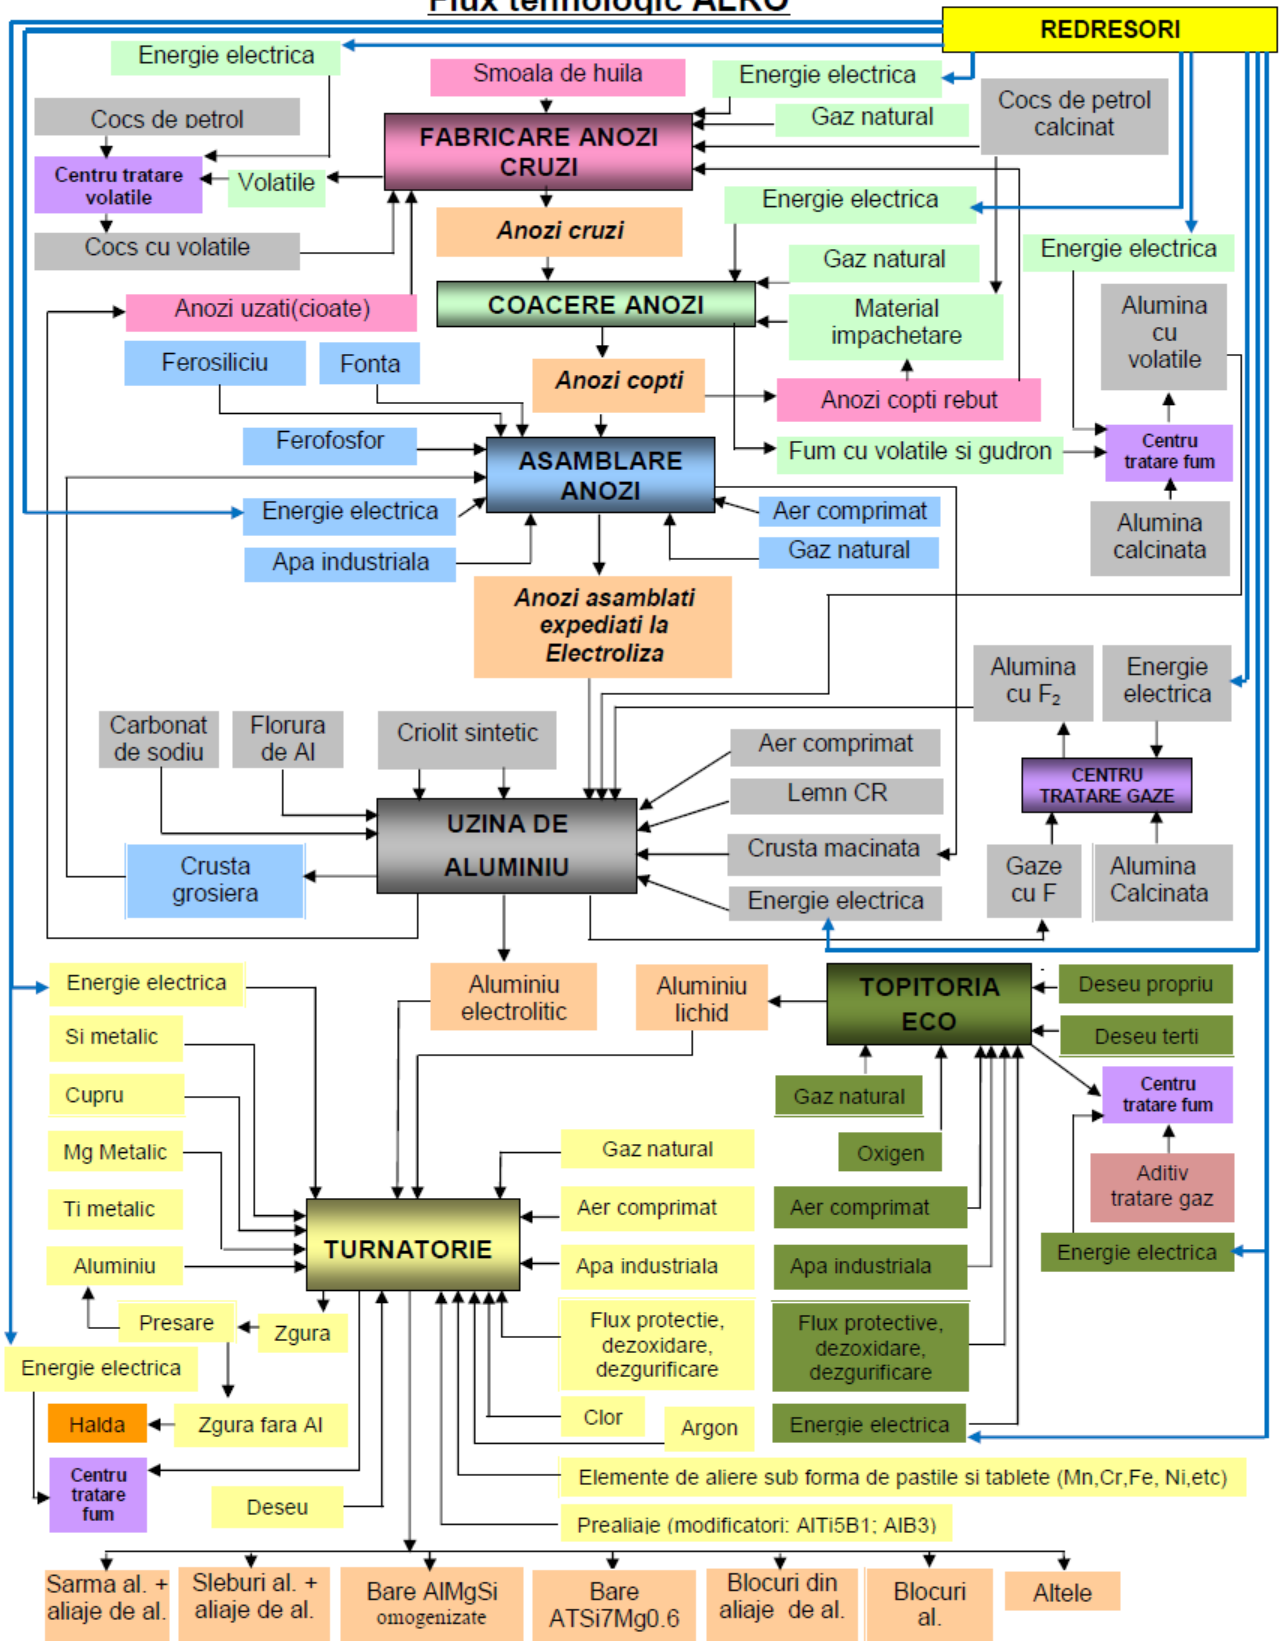 Flux tehnologic AERO
REDRESORI
Energie electrica
Smoala de huila
Energie electrica
Cocs de petrol
calcinat
Cocs de petrol
Gaz natural
FABRICARE ANOZI
CRUZI
Centru tratare
volatile
Volatile
Energie electrica
Anozi cruzi
Cocs cu volatile
Gaz natural
Energie electrica
Anozi uzati(cioate)
COACERE ANOZI
Material
impachetare
Alumina
cu
volatile
Ferosiliciu
Fonta
Anozi copti
Anozi copti rebut
Ferofosfor
ASAMBLARE
ANOZI
Fum cu volatile si gudron
Centru
tratare fum
Energie electrica
Aer comprimat
Apa industriala
Gaz natural
Alumina
calcinata
Anozi asamblati
expediati la
Electroliza
Alumina
cu F₂
Energie
electrica
Carbonat
de sodiu
Florura
de Al
Criolit sintetic
Aer comprimat
CENTRU
TRATARE GAZE
Lemn CR
UZINA DE
ALUMINIU
Crusta macinata
Crusta
grosiera
Energie electrica
Gaze
cu F
Alumina
Calcinata
Energie electrica
Aluminiu
electrolitic
Aluminiu
lichid
TOPITORIA
ECO
Deseu propriu
Deseu terti
Si metalic
Cupru
Gaz natural
Centru
tratare fum
Mg Metalic
Gaz natural
Oxigen
Aditiv
tratare gaz
Ti metalic
Aer comprimat
Aer comprimat
TURNATORIE
Aluminiu
Apa industriala
Apa industriala
Energie electrica
Presare
Zgura
Flux protectie,
dezoxidare,
dezgurificare
Flux protective,
dezoxidare,
dezgurificare
Energie electrica
Halda
Zgura fara Al
Clor
Argon
Energie electrica
Centru
tratare
fum
Deseu
Elemente de aliere sub forma de pastile si tablete (Mn,Cr,Fe, Ni,etc)
Prealiaje (modificatori: AlTi5B1; AlB3)
Sarma al. +
aliaje de al.
Sleburi al. +
aliaje de al.
Bare AlMgSi
omogenizate
Bare
ATSi7Mg0.6
Blocuri din
aliaje de al.
Blocuri
al.
Altele